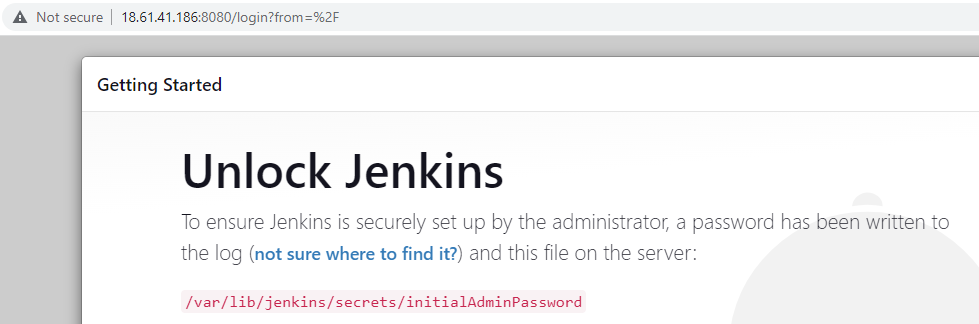 Not secure | 18.61.41.186:8080/login?from=%2F
Getting Started
Unlock Jenkins
To ensure Jenkins is securely set up by the administrator, a password has been written to
the log (not sure where to find it?) and this file on the server:
/var/lib/jenkins/secrets/initialAdminPassword